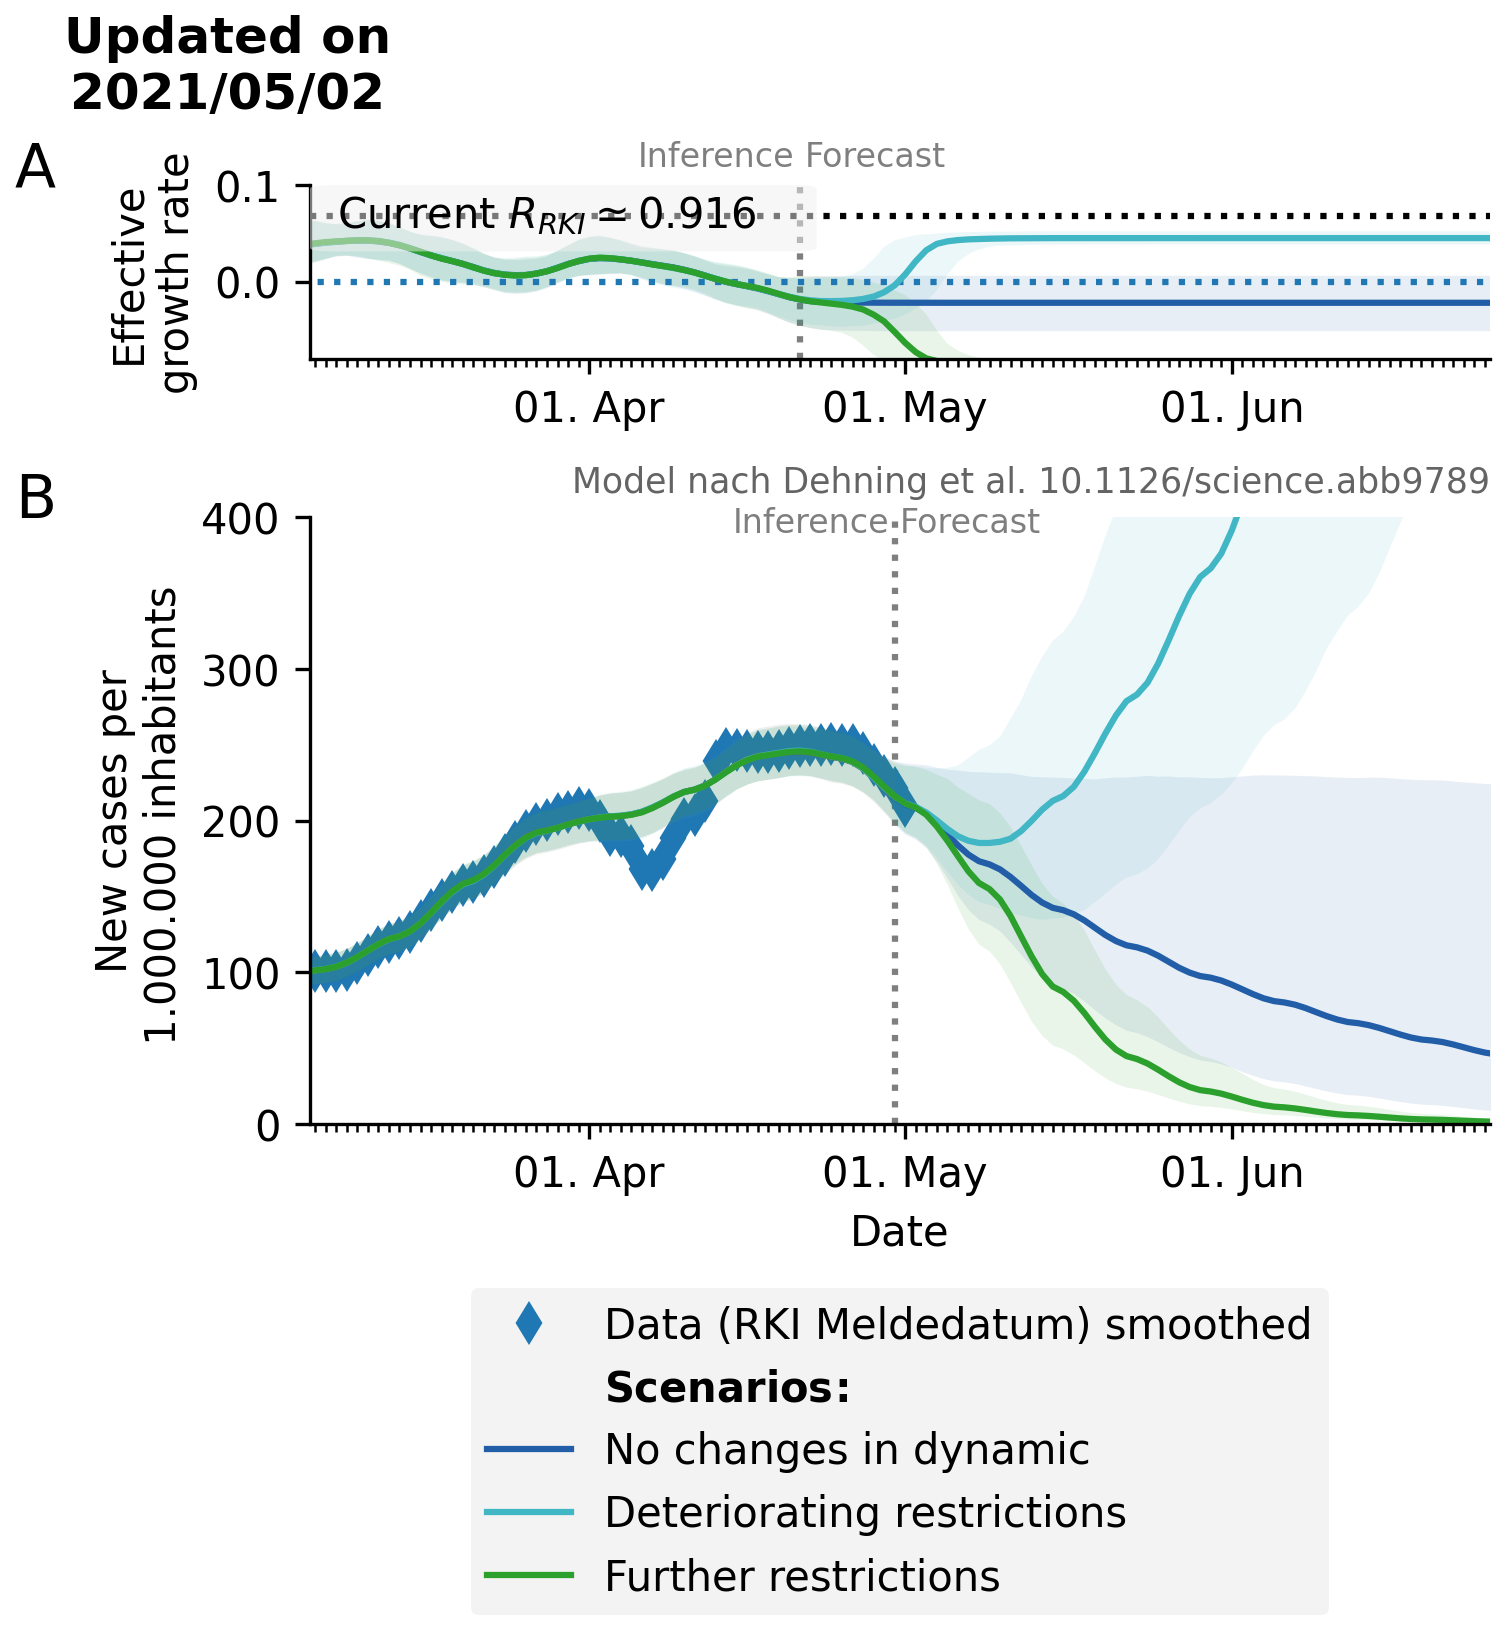 Updated on
2021/05/02
A
Effective
growth rate
Inference Forecast
0.1
0.0
Current R_RKI ≃ 0.916
01. Apr
01. May
01. Jun
B
Model nach Dehning et al. 10.1126/science.abb9789
Inference Forecast
New cases per
1.000.000 inhabitants
400
300
200
100
0
01. Apr
01. May
01. Jun
Date
Data (RKI Meldedatum) smoothed
Scenarios:
No changes in dynamic
Deteriorating restrictions
Further restrictions